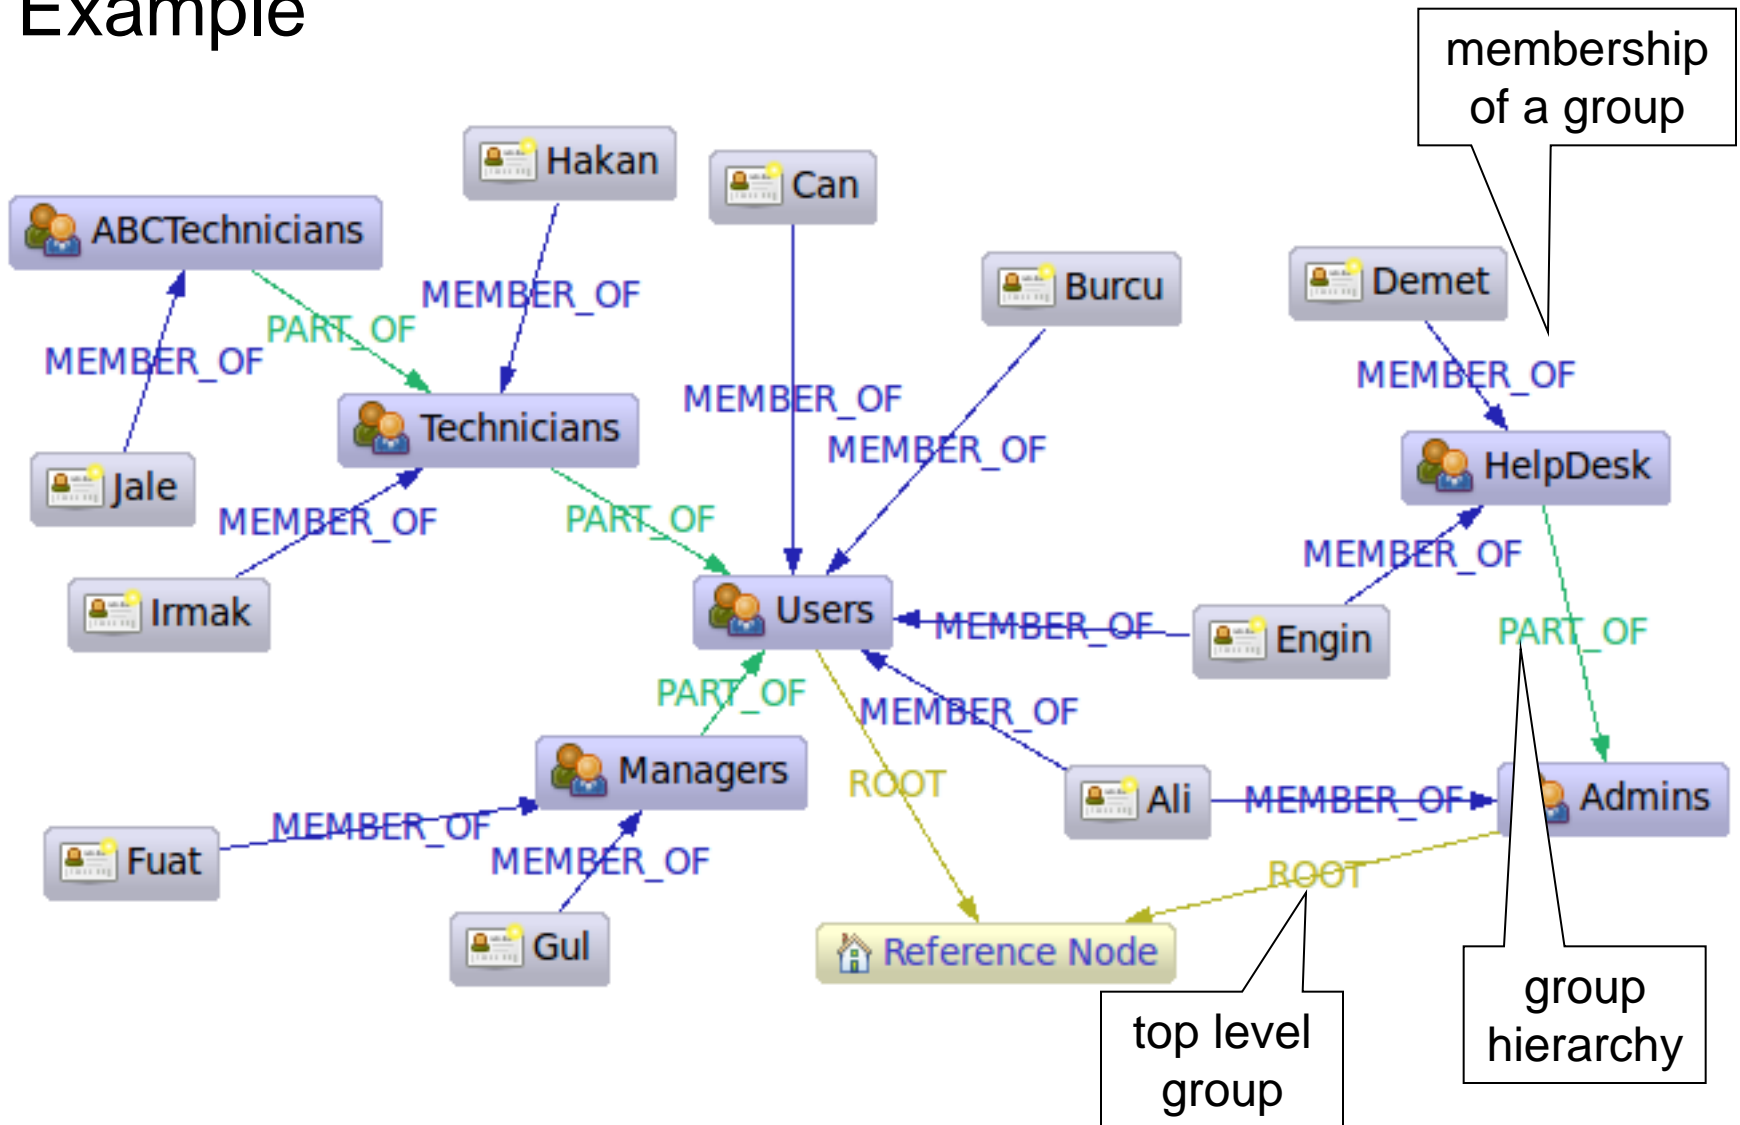 Example
membership
of a group
Hakan
Can
ABCTechnicians
Burcu
Demet
MEMBER_OF
PART_OF
MEMBER_OF
MEMBER_OF
MEMBER_OF
Technicians
MEMBER_OF
HelpDesk
Jale
MEMBER_OF
PART_OF
MEMBER_OF
Irmak
Users
MEMBER_OF
Engin
PART_OF
PART_OF
MEMBER_OF
Managers
ROOT
Ali
MEMBER_OF
Admins
MEMBER_OF
Fuat
MEMBER_OF
ROOT
Gul
Reference Node
group
hierarchy
top level
group